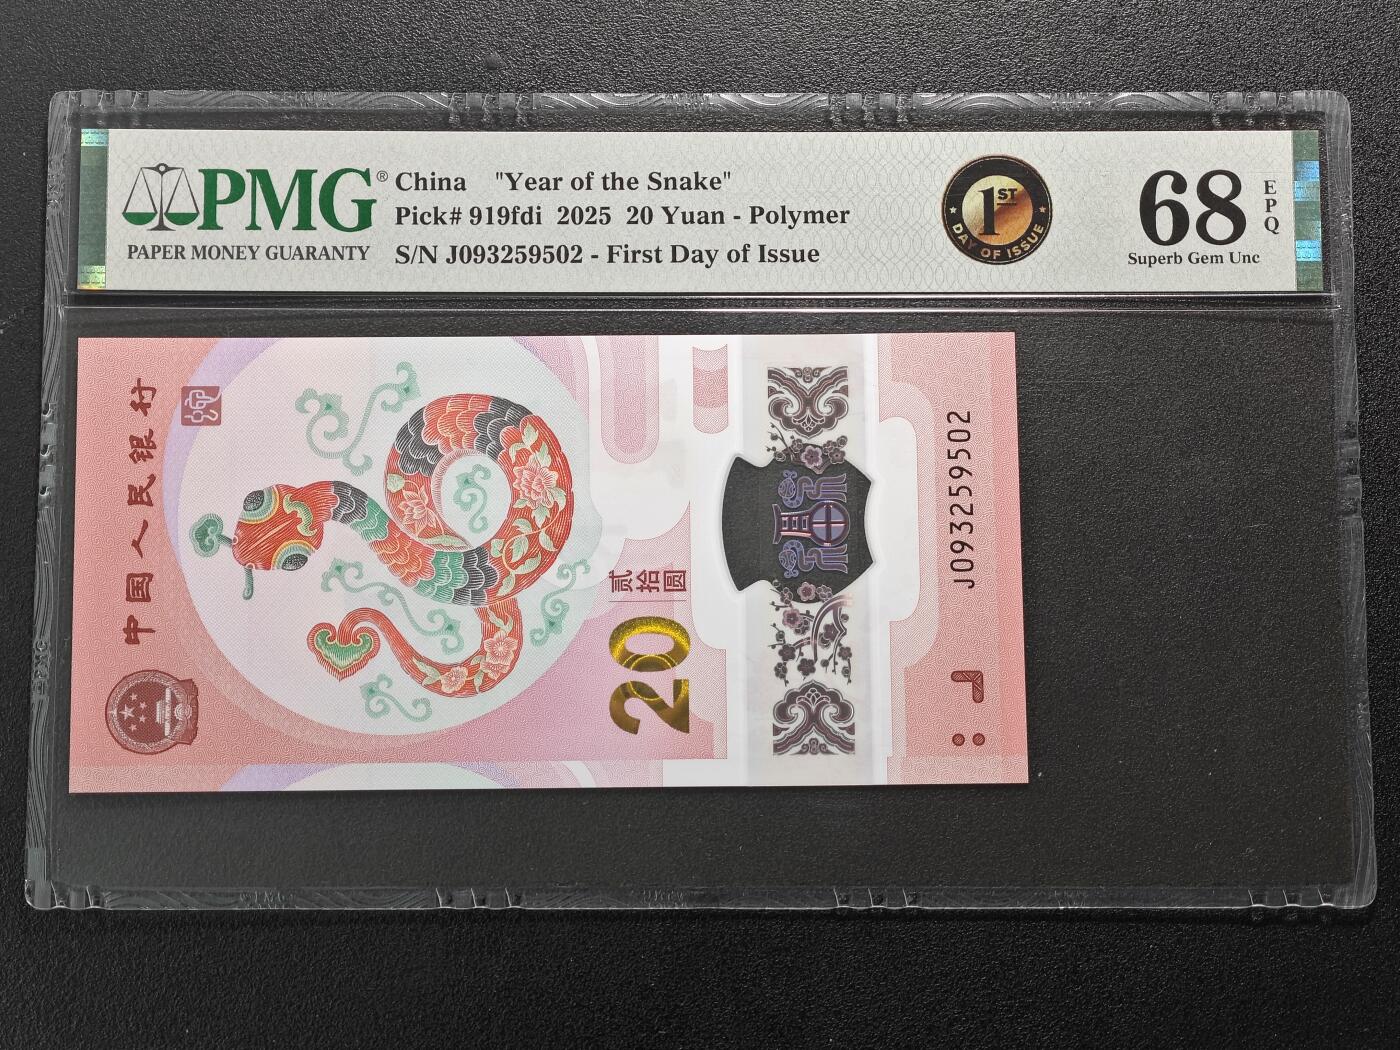 PMG®
PAPER MONEY GUARANTY
China "Year of the Snake"
Pick# 919fdi 2025 20 Yuan - Polymer
S/N J093259502 - First Day of Issue
1ST
DAY OF ISSUE
68
EPQ
Superb Gem Unc
中国人民银行
贰拾圆
20
J093259502